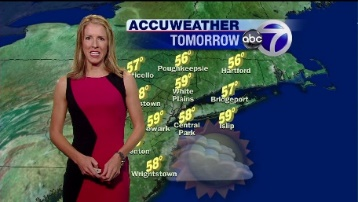 ACCUWEATHER
TOMORROW abc 7
57°
56°
Poughkeepsie
56°
Hartford
59°
White
Plains
57°
Bridgeport
59°
58°
Central
Park
59°
Islip
58°
Wrightstown